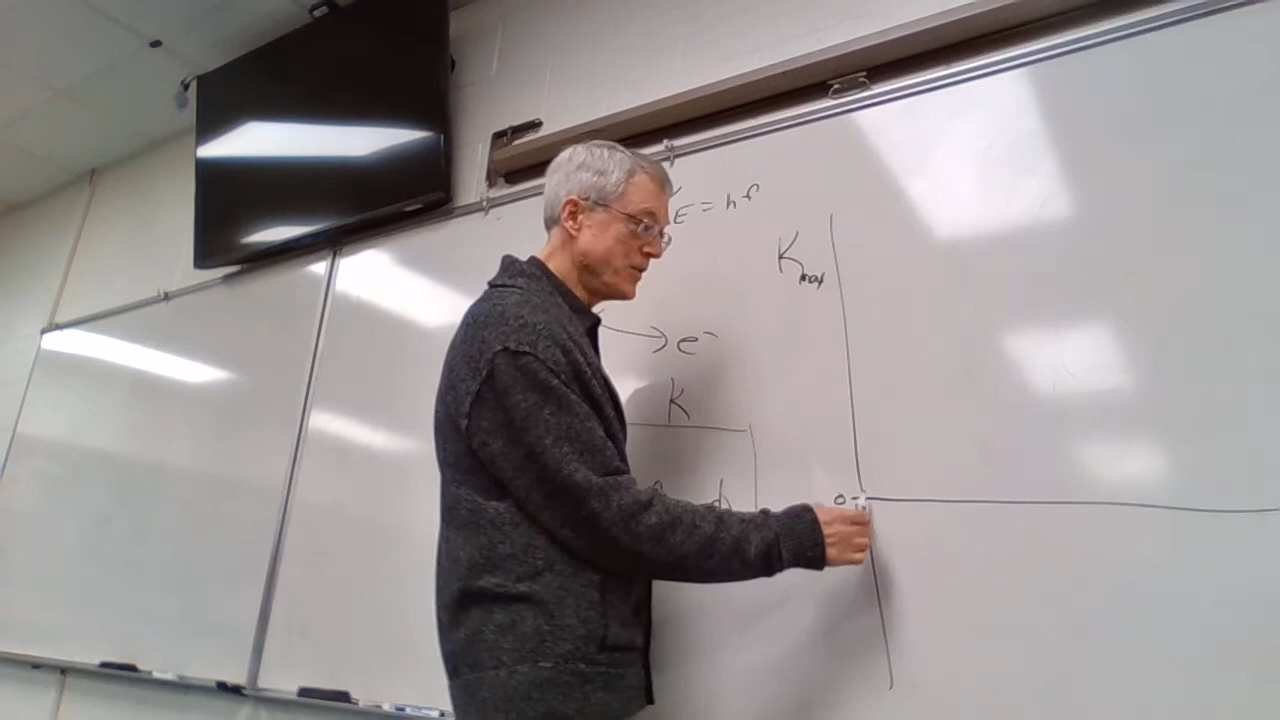 E = hf
Kmax
e⁻
K
0